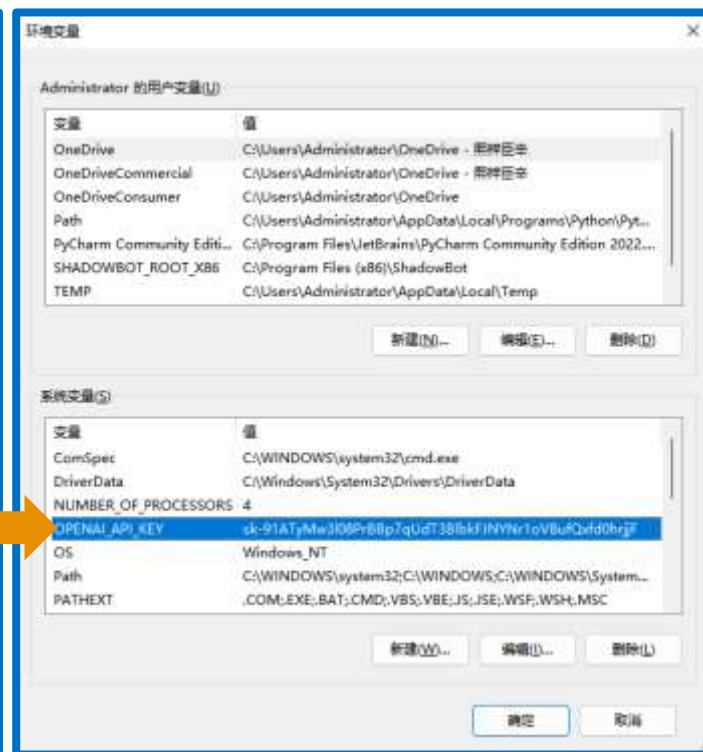 环境变量
Administrator 的用户变量(U)
变量 值
OneDrive C:\Users\Administrator\OneDrive -
OneDriveCommercial C:\Users\Administrator\OneDrive -
OneDriveConsumer C:\Users\Administrator\OneDrive
Path C:\Users\Administrator\AppData\Local\Programs\Python\Pyt...
PyCharm Community Editi... C:\Program Files\JetBrains\PyCharm Community Edition 2022....
SHADOWBOT_ROOT_X86 C:\Program Files (x86)\ShadowBot
TEMP C:\Users\Administrator\AppData\Local\Temp
新建(N)... 编辑(E)... 删除(D)
系统变量(S)
变量 值
ComSpec C:\WINDOWS\system32\cmd.exe
DriverData C:\Windows\System32\Drivers\DriverData
NUMBER_OF_PROCESSORS 4
OPENAI_API_KEY
OS Windows_NT
Path C:\WINDOWS\system32;C:\WINDOWS;C:\WINDOWS\System...
PATHEXT .COM;.EXE;.BAT;.CMD;.VBS;.VBE;.JS;.JSE;.WSF;.WSH;.MSC
新建(W)... 编辑(I)... 删除(L)
确定 取消